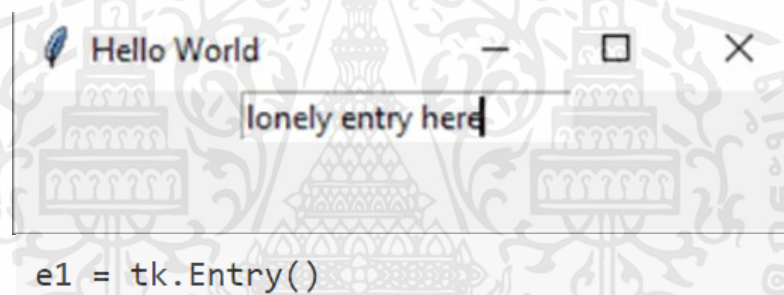 Hello World
lonely entry here
e1 = tk.Entry()